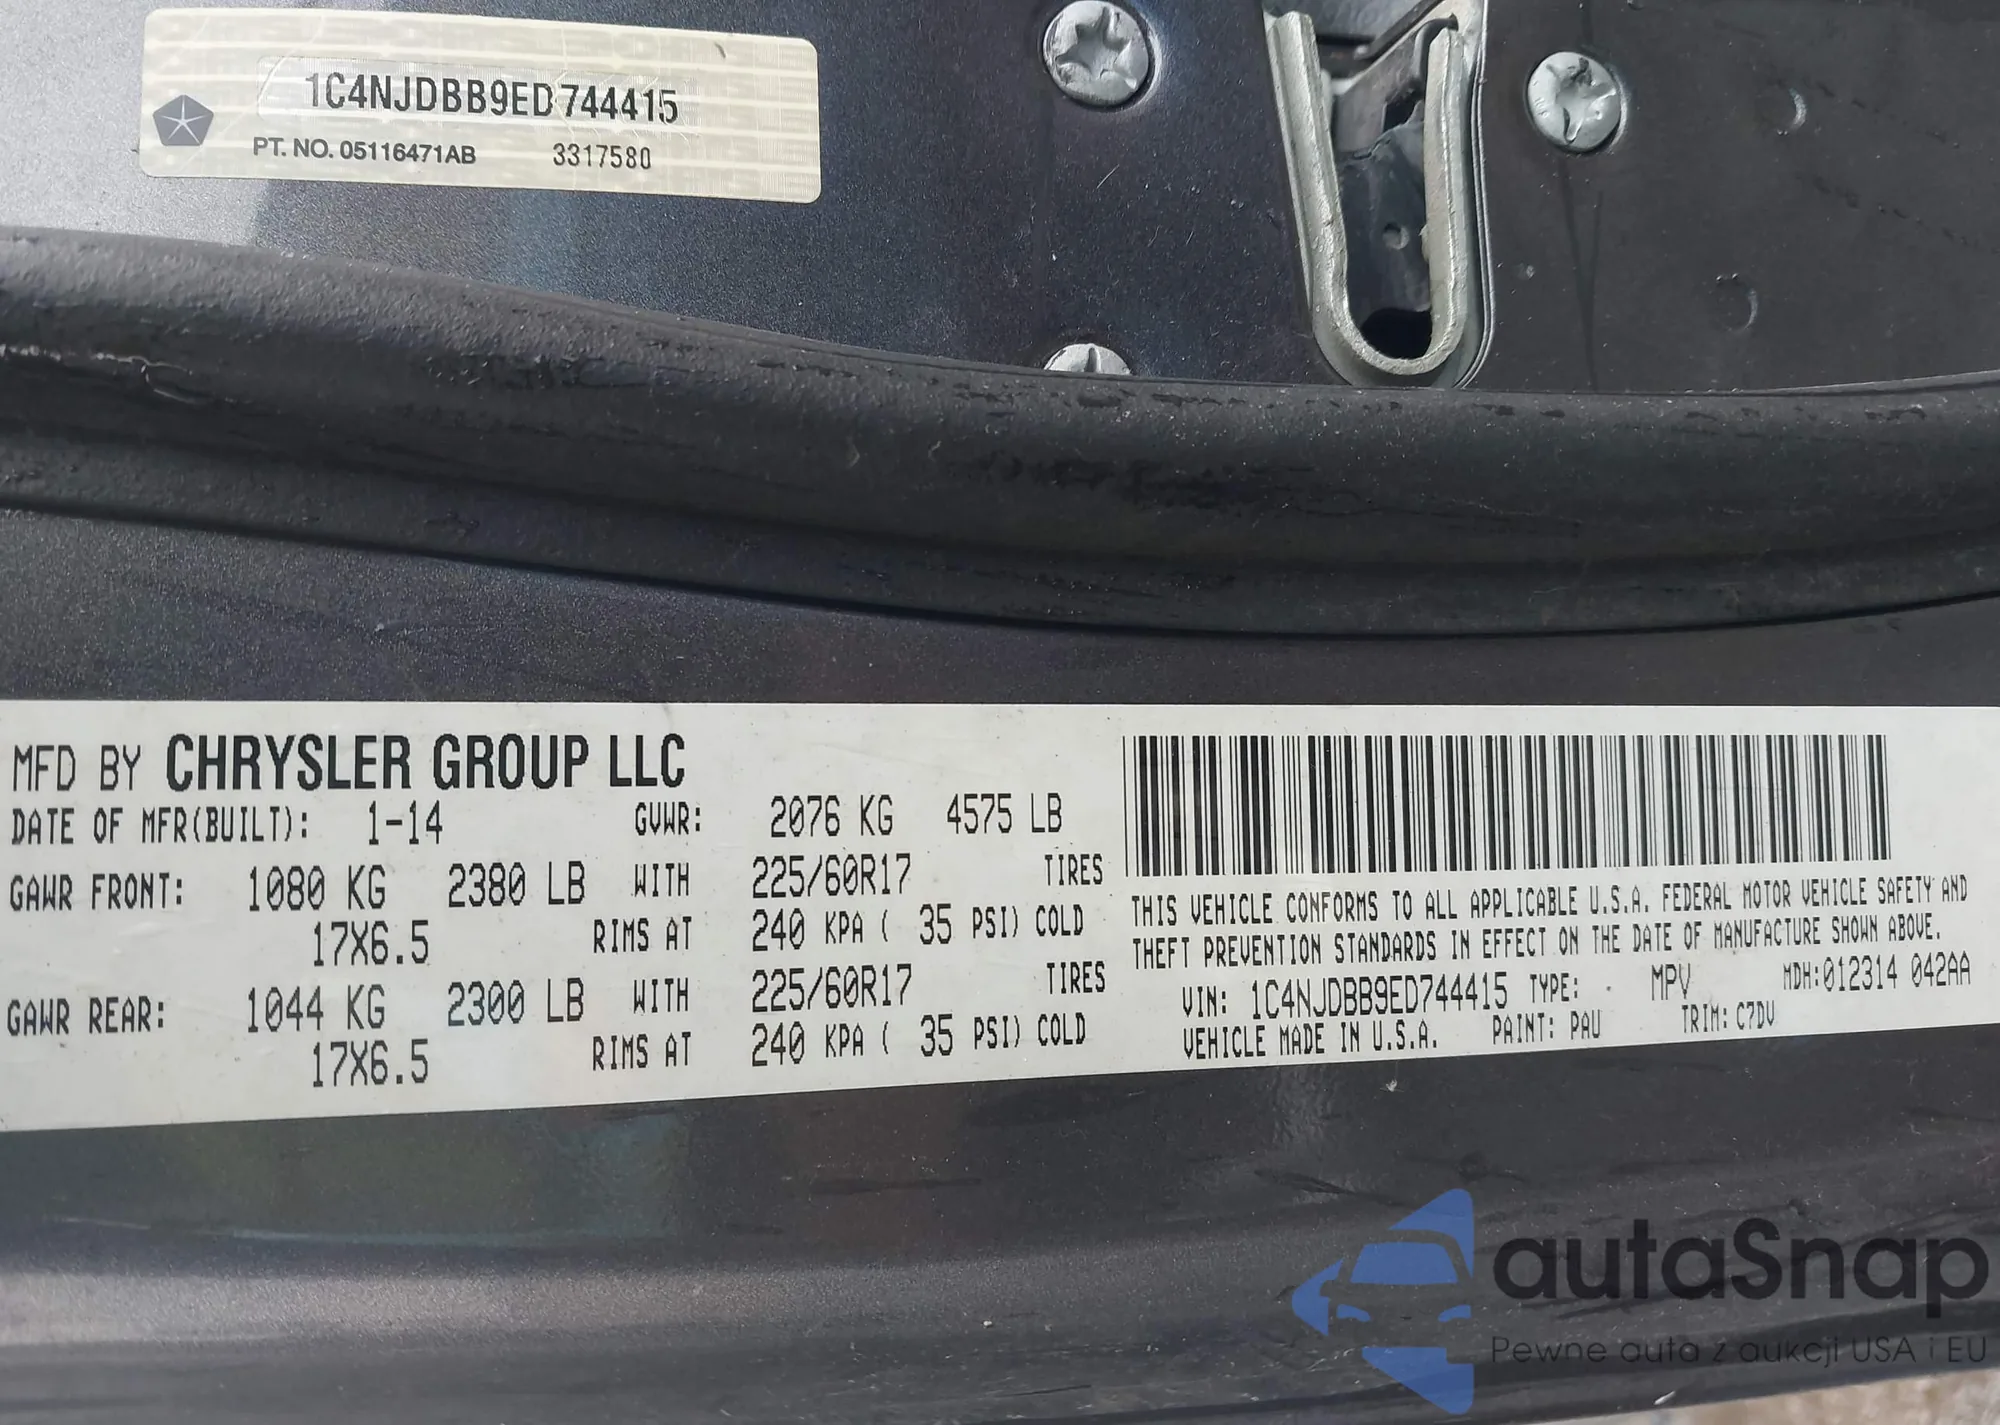 1C4NJDBB9ED744415
PT. NO. 05116471AB 3317580
MFD BY CHRYSLER GROUP LLC
DATE OF MFR(BUILT): 1-14 GVWR: 2076 KG 4575 LB
GAWR FRONT: 1080 KG 2380 LB WITH 225/60R17 TIRES
17X6.5 RIMS AT 240 KPA ( 35 PSI) COLD
GAWR REAR: 1044 KG 2300 LB WITH 225/60R17 TIRES
17X6.5 RIMS AT 240 KPA ( 35 PSI) COLD
THIS VEHICLE CONFORMS TO ALL APPLICABLE U.S.A. FEDERAL MOTOR VEHICLE SAFETY AND
THEFT PREVENTION STANDARDS IN EFFECT ON THE DATE OF MANUFACTURE SHOWN ABOVE.
VIN: 1C4NJDBB9ED744415 TYPE: MPV MDH:012314 042AA
VEHICLE MADE IN U.S.A. PAINT: PAU TRIM: C7DV
autaSnap
Pewne auta z aukcji USA i EU